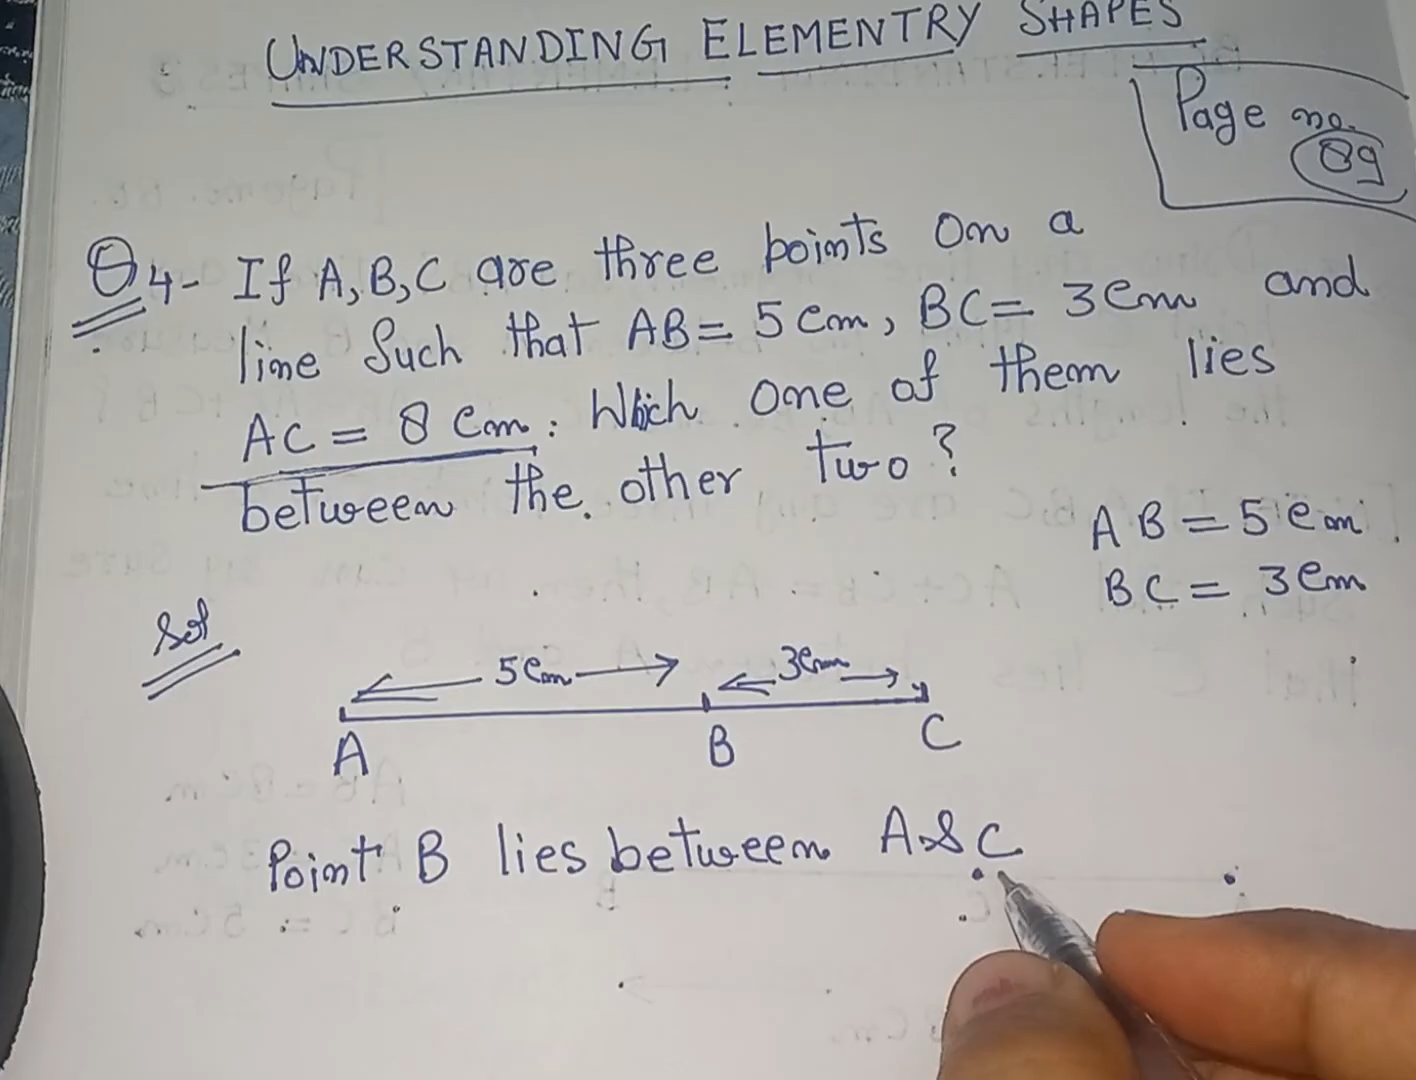 UNDERSTANDING ELEMENTRY SHAPES
Page no.
89
Q4- If A, B, C are three points on a
line Such that AB = 5 cm, BC = 3 cm and
AC = 8 cm. Which one of them lies
between the other two?
AB = 5 cm
BC = 3 cm
Sol
5 cm 3 cm
A B C
Point B lies between A & C